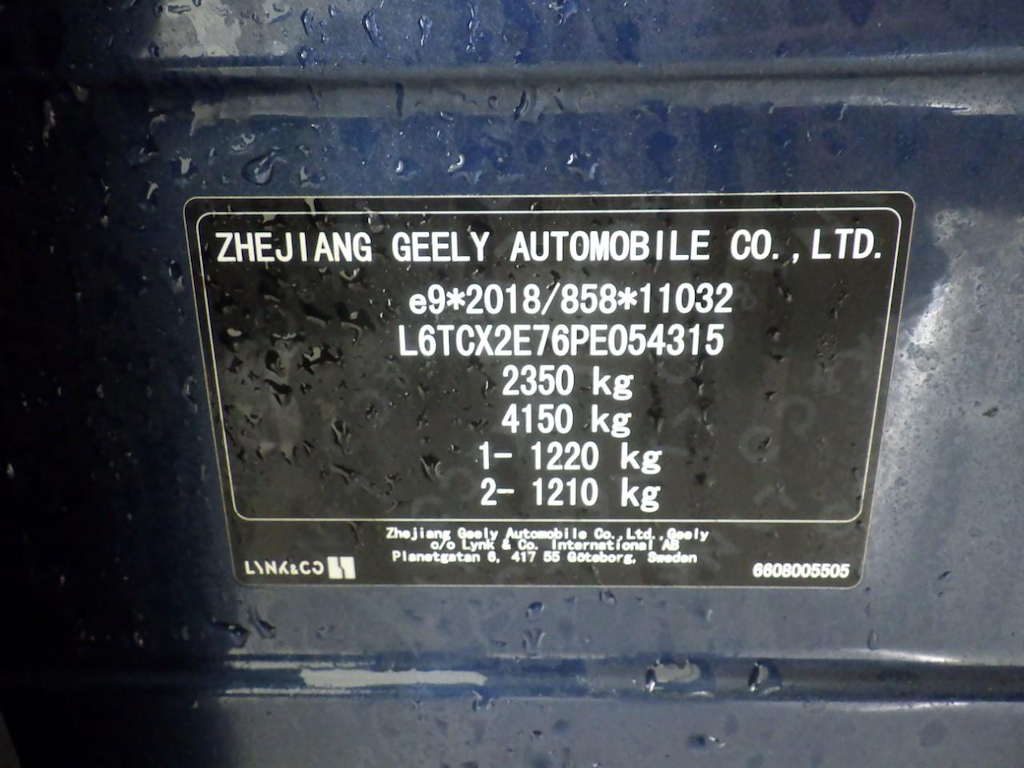 ZHEJIANG GEELY AUTOMOBILE CO.,LTD.
e9*2018/858*11032
L6TCX2E76PE054315
2350 kg
4150 kg
1- 1220 kg
2- 1210 kg
Zhejiang Geely Automobile Co.,Ltd.,Geely
c/o Lynk & Co. International AB
Planetgatan 6, 417 55 Göteborg, Sweden
LYNK&CO
6608005505